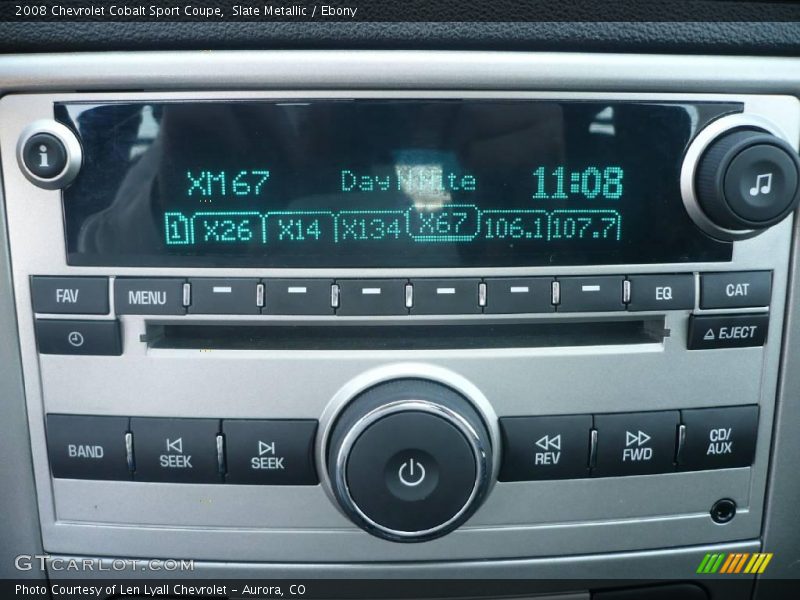 2008 Chevrolet Cobalt Sport Coupe, Slate Metallic / Ebony
i
XM67 Day N Nite 11:08
1 X26 X14 X134 X67 106.1 107.7
FAV MENU EQ CAT
EJECT
BAND SEEK SEEK REV FWD CD/
AUX
GTCARLOT.COM
Photo Courtesy of Len Lyall Chevrolet - Aurora, CO